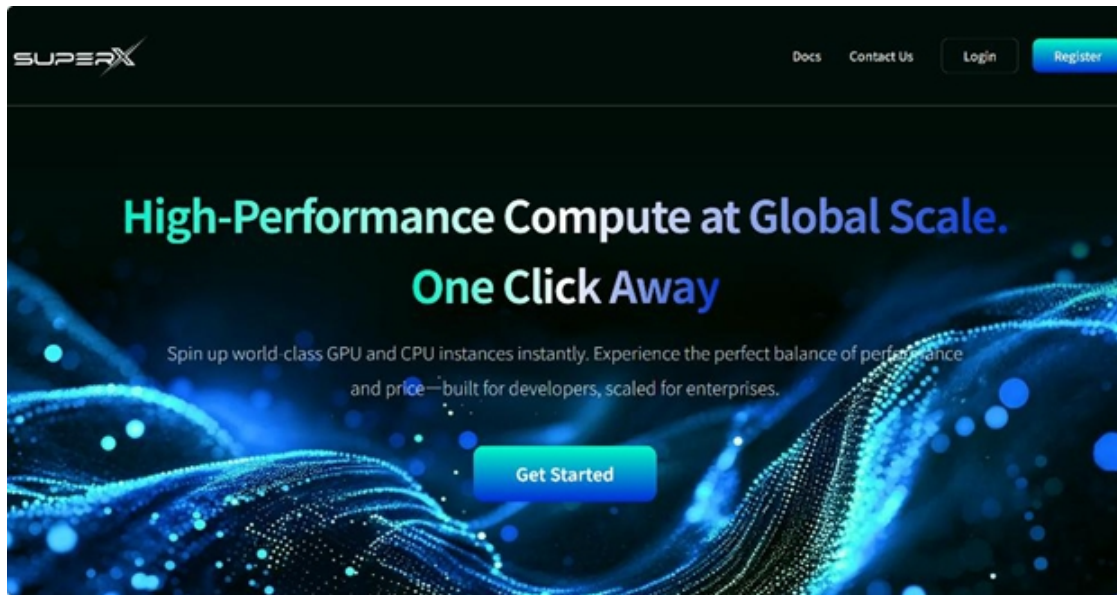 SUPERX
Docs Contact Us Login Register
High-Performance Compute at Global Scale.
One Click Away
Spin up world-class GPU and CPU instances instantly. Experience the perfect balance of performance
and price—built for developers, scaled for enterprises.
Get Started